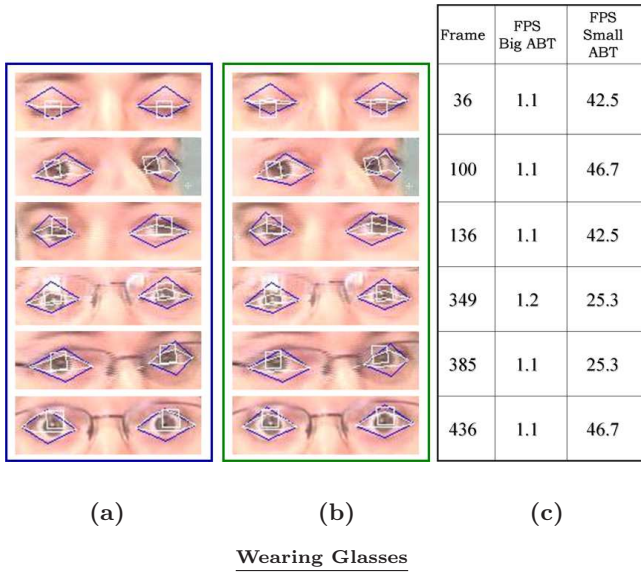 Frame FPS Big ABT FPS Small ABT
36 1.1 42.5
100 1.1 46.7
136 1.1 42.5
349 1.2 25.3
385 1.1 25.3
436 1.1 46.7
(a) (b) (c)
Wearing Glasses